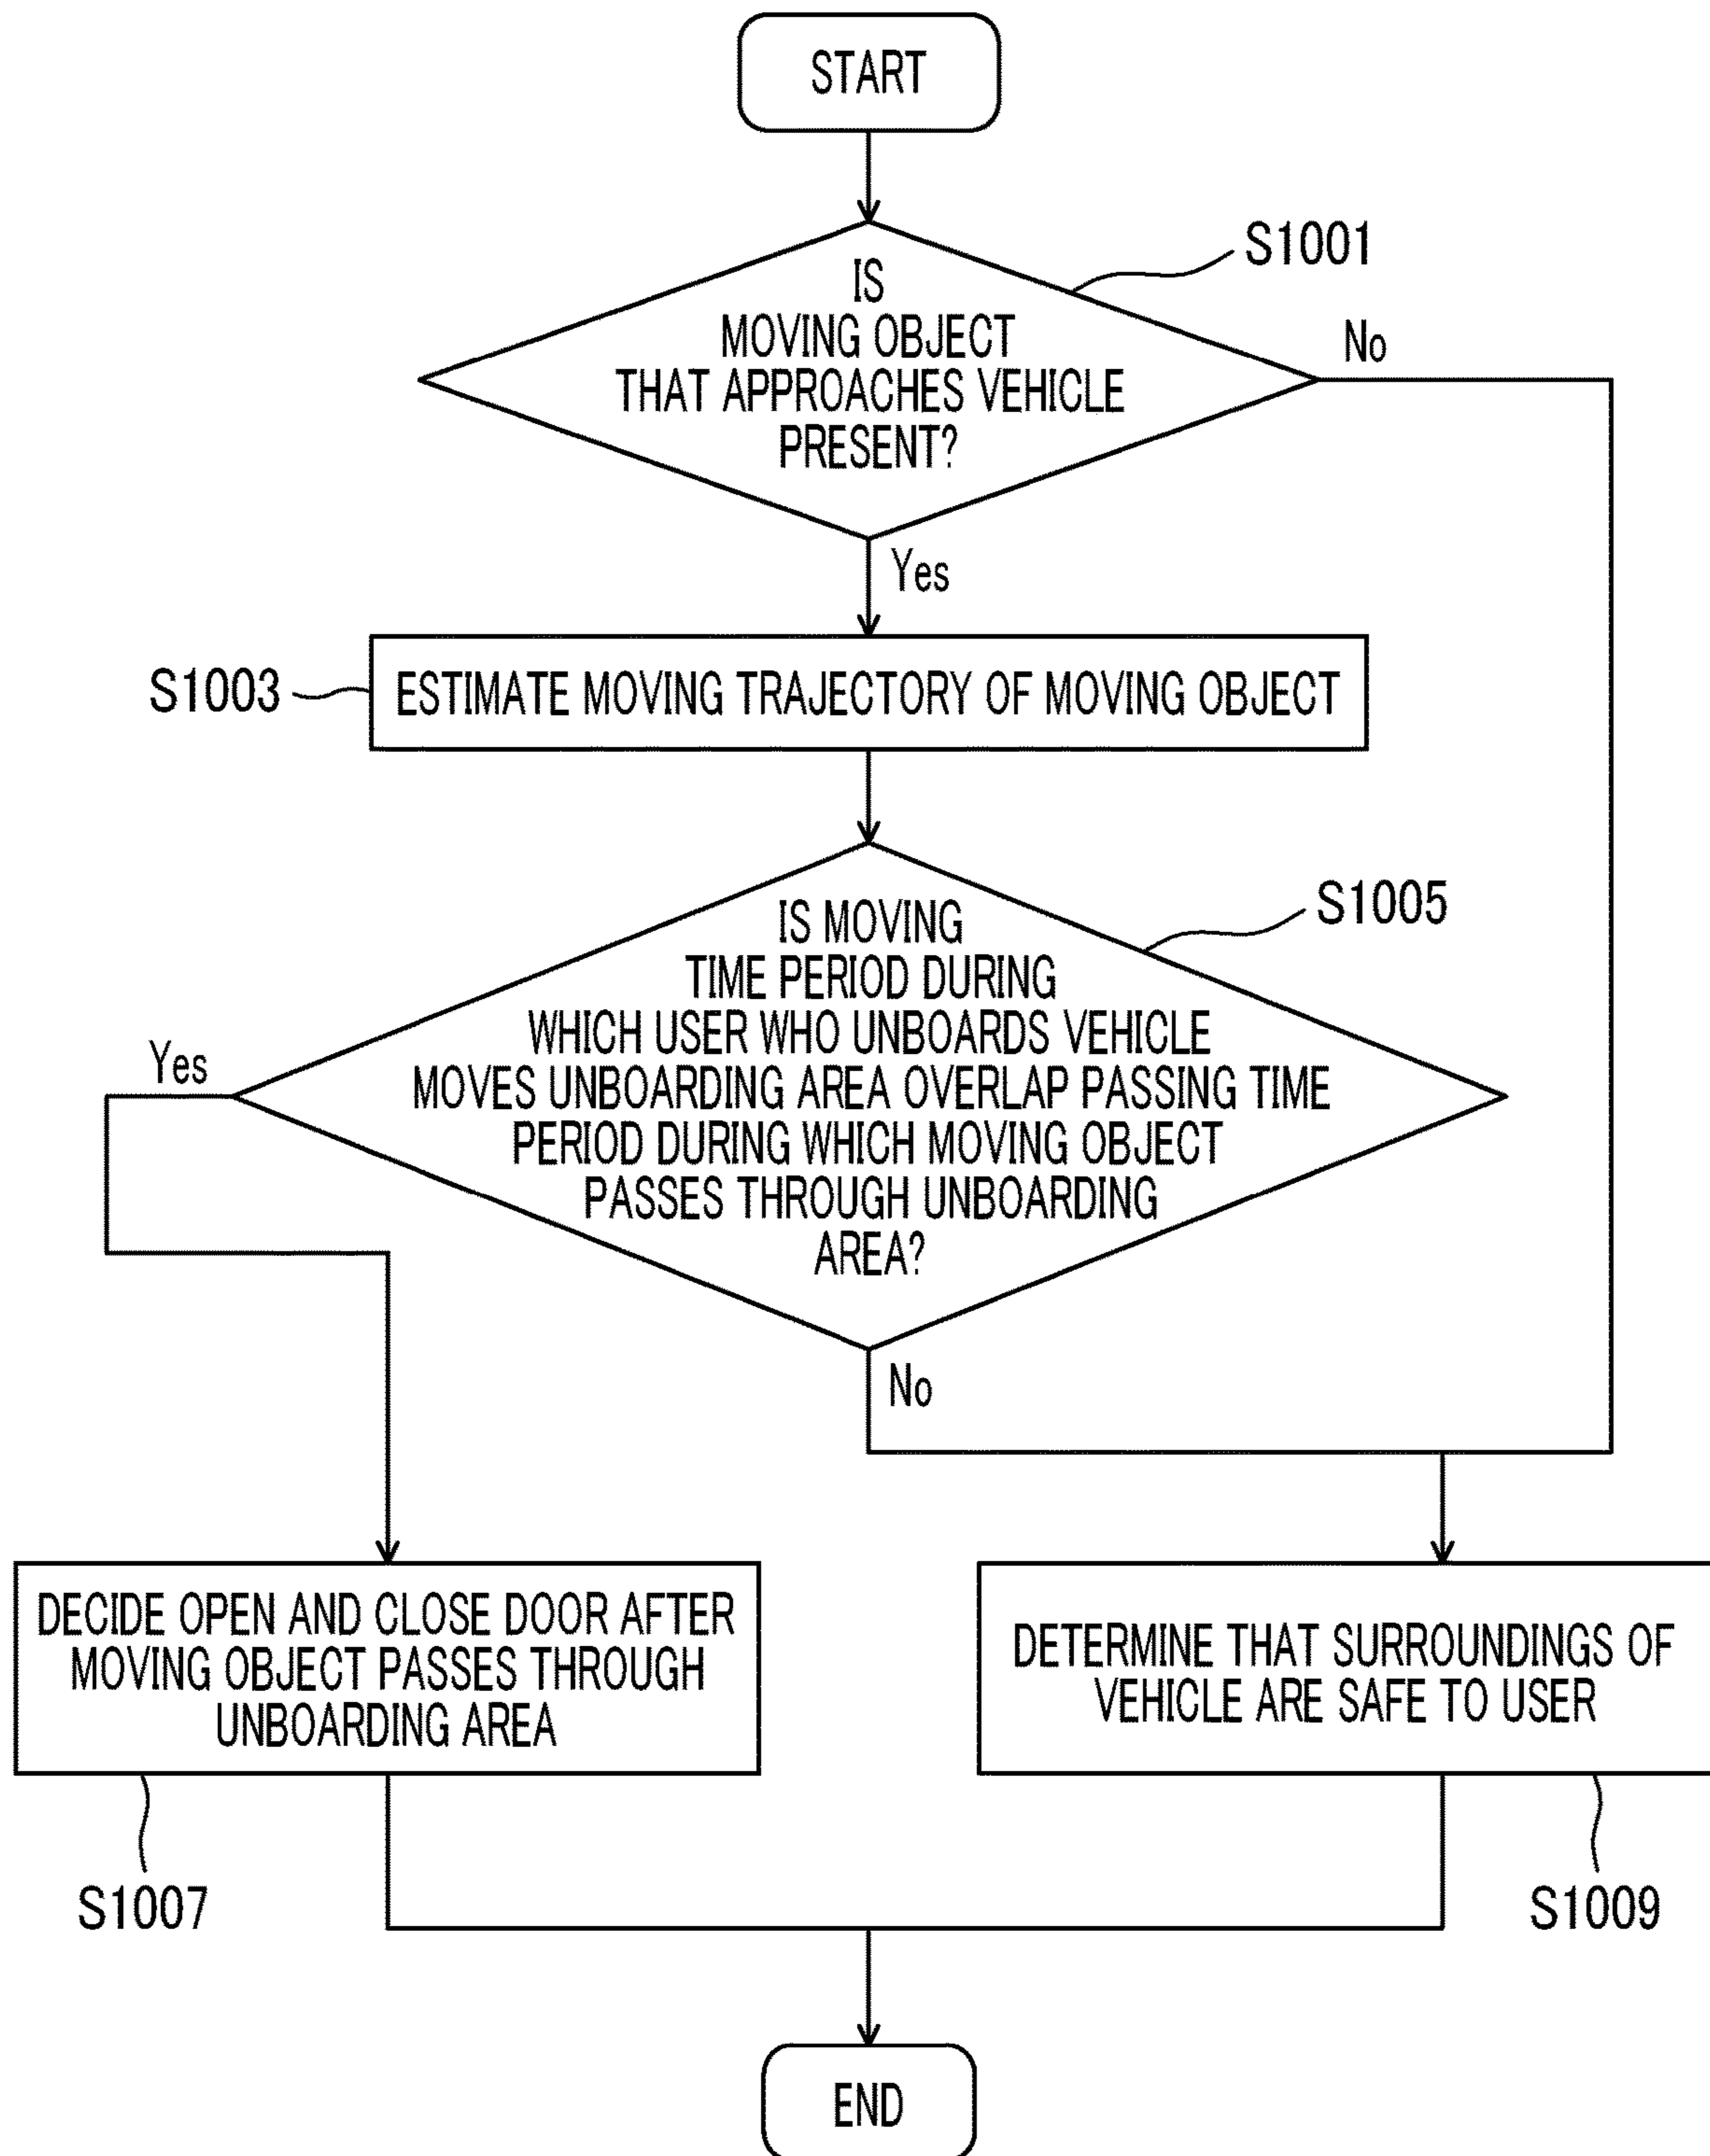 START
S1001
IS
MOVING OBJECT
THAT APPROACHES VEHICLE
PRESENT?
No
Yes
S1003
ESTIMATE MOVING TRAJECTORY OF MOVING OBJECT
S1005
IS MOVING
TIME PERIOD DURING
WHICH USER WHO UNBOARDS VEHICLE
MOVES UNBOARDING AREA OVERLAP PASSING TIME
PERIOD DURING WHICH MOVING OBJECT
PASSES THROUGH UNBOARDING
AREA?
Yes
No
DECIDE OPEN AND CLOSE DOOR AFTER
MOVING OBJECT PASSES THROUGH
UNBOARDING AREA
S1007
DETERMINE THAT SURROUNDINGS OF
VEHICLE ARE SAFE TO USER
S1009
END